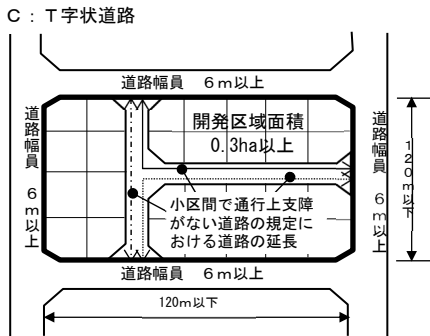 C：T字状道路
道路幅員　6ｍ以上
道路幅員　6ｍ以上
開発区域面積
0.3ha以上
道路幅員　6ｍ以上
120ｍ以下
小区間で通行上支障
がない道路の規定に
おける道路の延長
道路幅員　6ｍ以上
120m以下